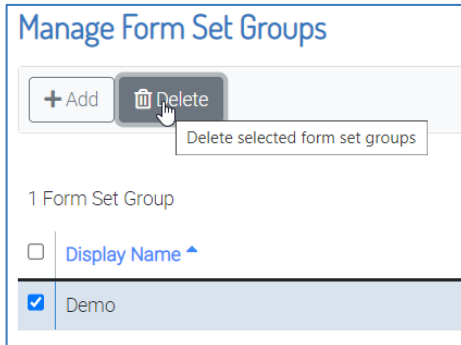 Manage Form Set Groups
+ Add Delete
Delete selected form set groups
1 Form Set Group
Display Name
Demo